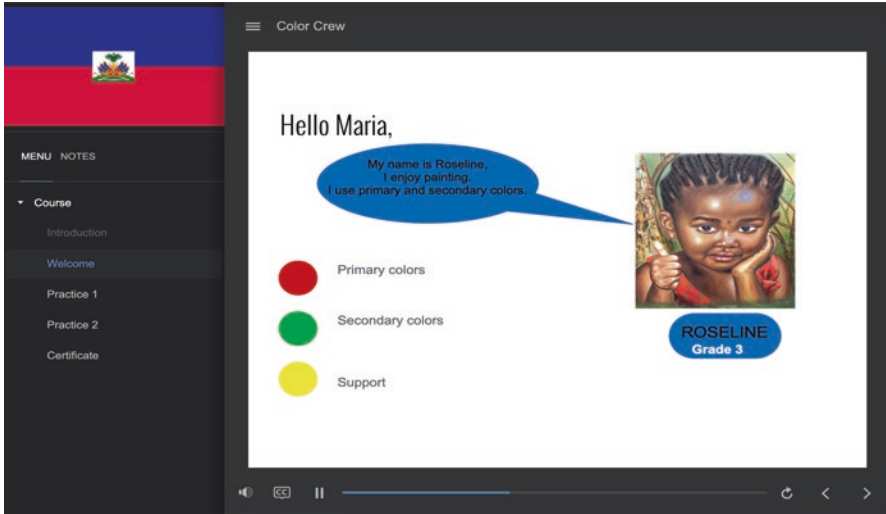 Color Crew
MENU NOTES
Course
Introduction
Welcome
Practice 1
Practice 2
Certificate
Hello Maria,
My name is Roseline,
I enjoy painting.
I use primary and secondary colors.
Primary colors
Secondary colors
Support
ROSELINE
Grade 3
CC